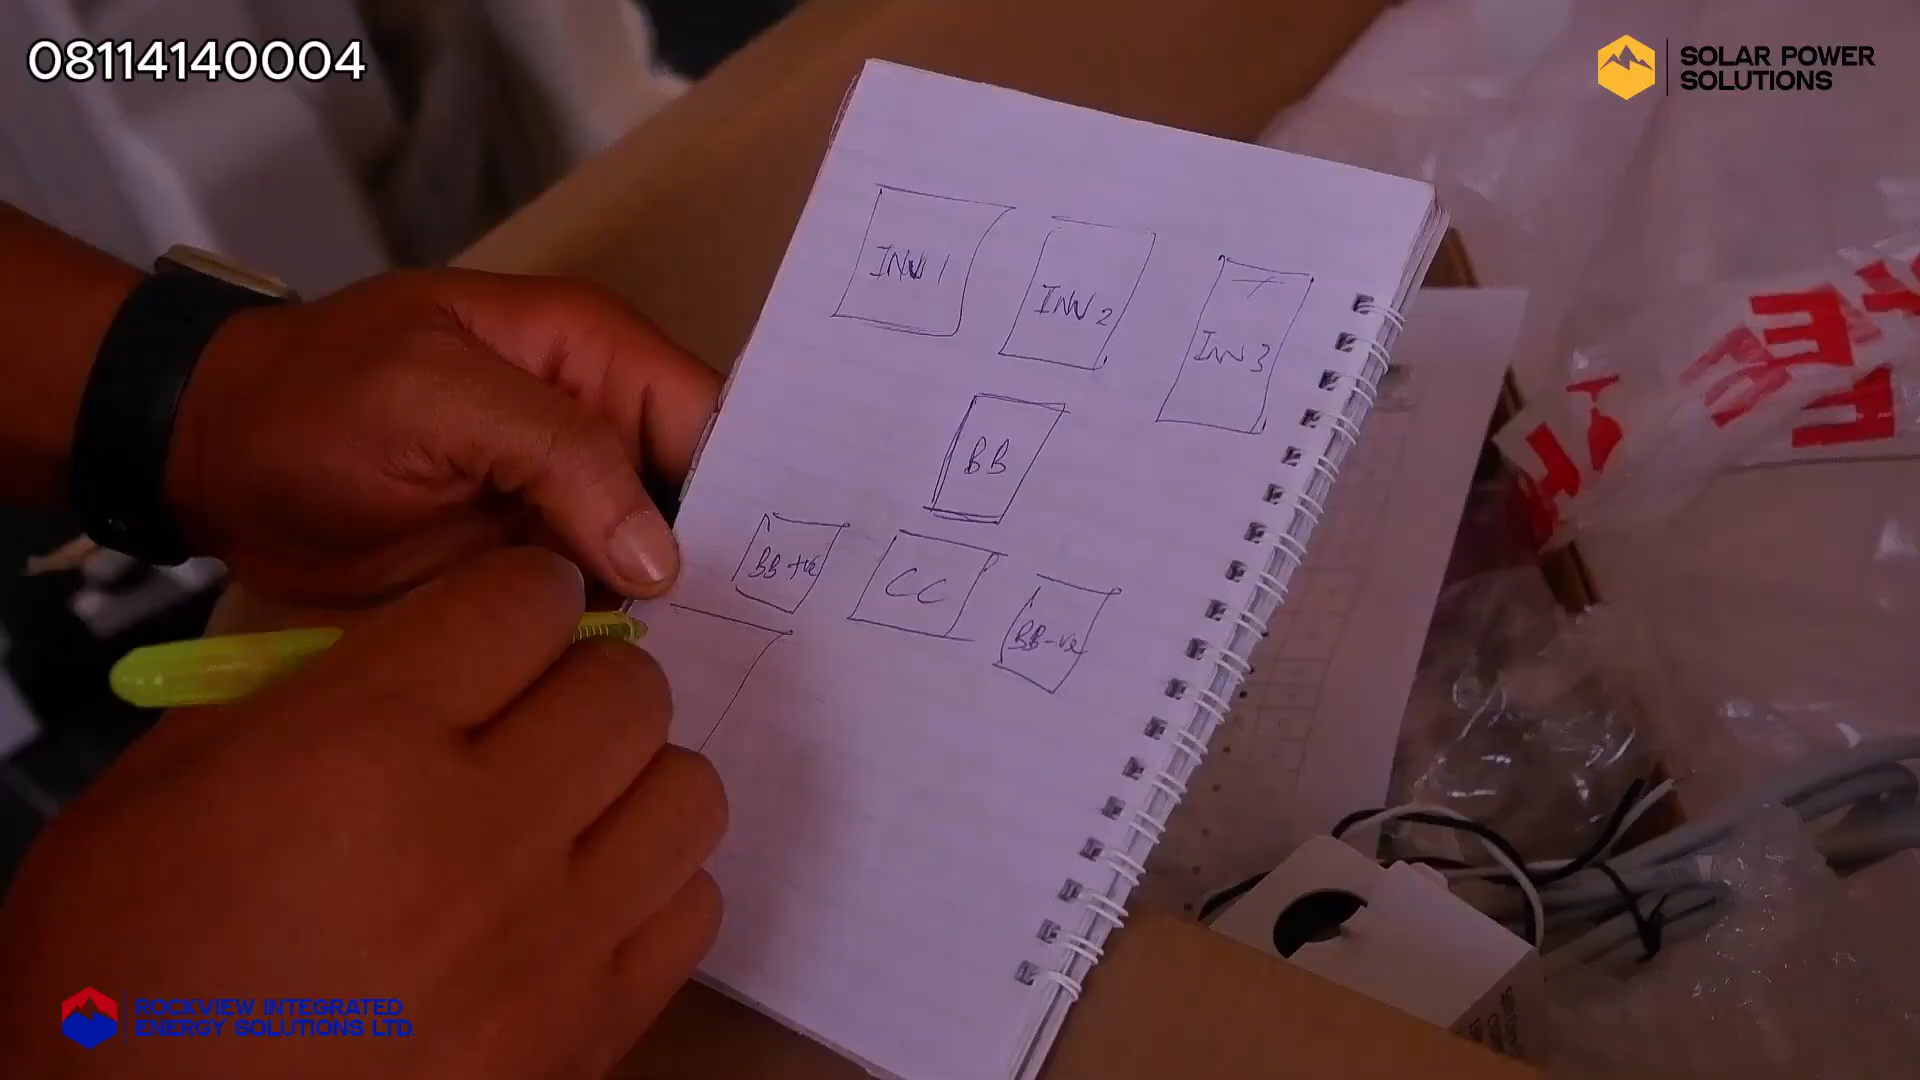 08114140004
SOLAR POWER
SOLUTIONS
INV 1
INV 2
INV 3
BB
BB +ve
CC
BB -ve
ROCKVIEW INTEGRATED
ENERGY SOLUTIONS LTD.